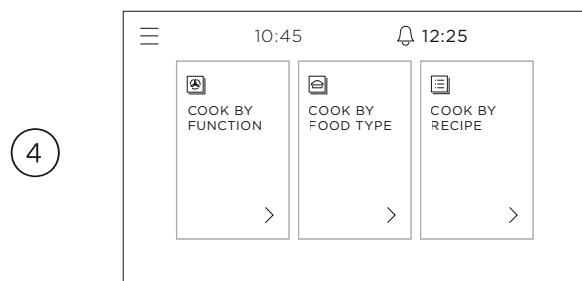 10:45
12:25
COOK BY
FUNCTION
COOK BY
FOOD TYPE
COOK BY
RECIPE
4